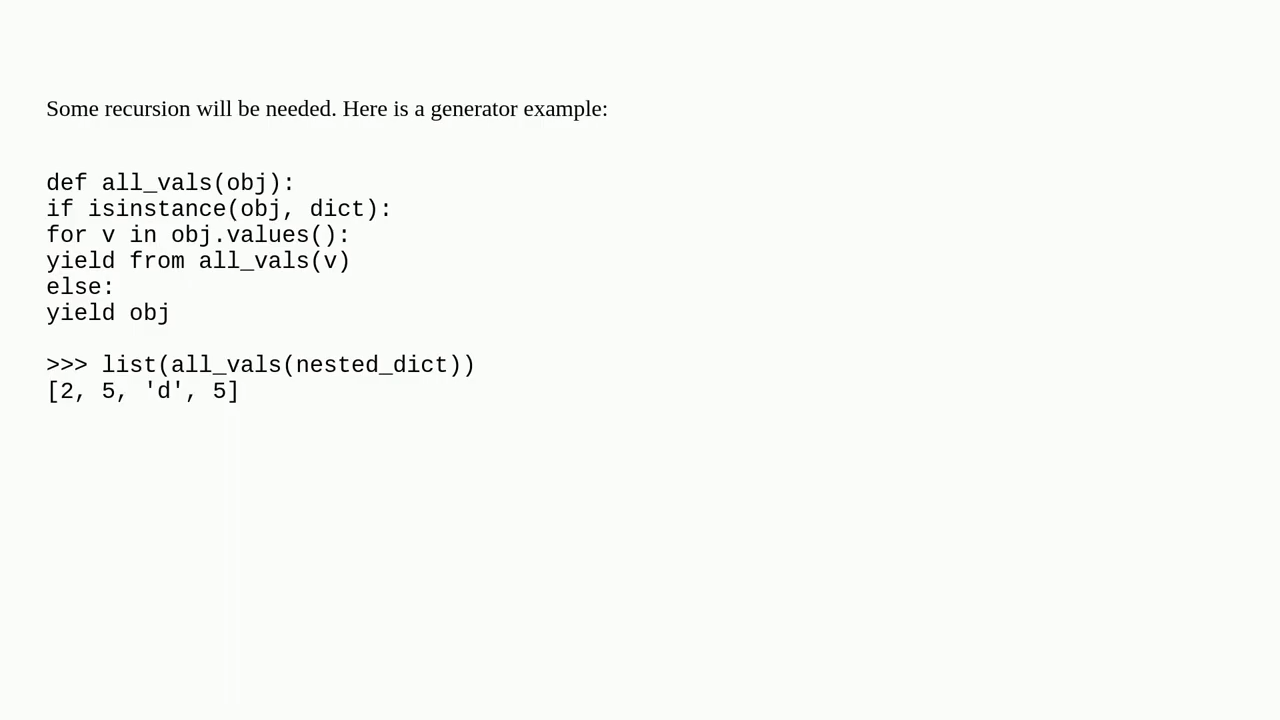 Some recursion will be needed. Here is a generator example:
def all_vals(obj):
if isinstance(obj, dict):
for v in obj.values():
yield from all_vals(v)
else:
yield obj
>>> list(all_vals(nested_dict))
[2, 5, 'd', 5]